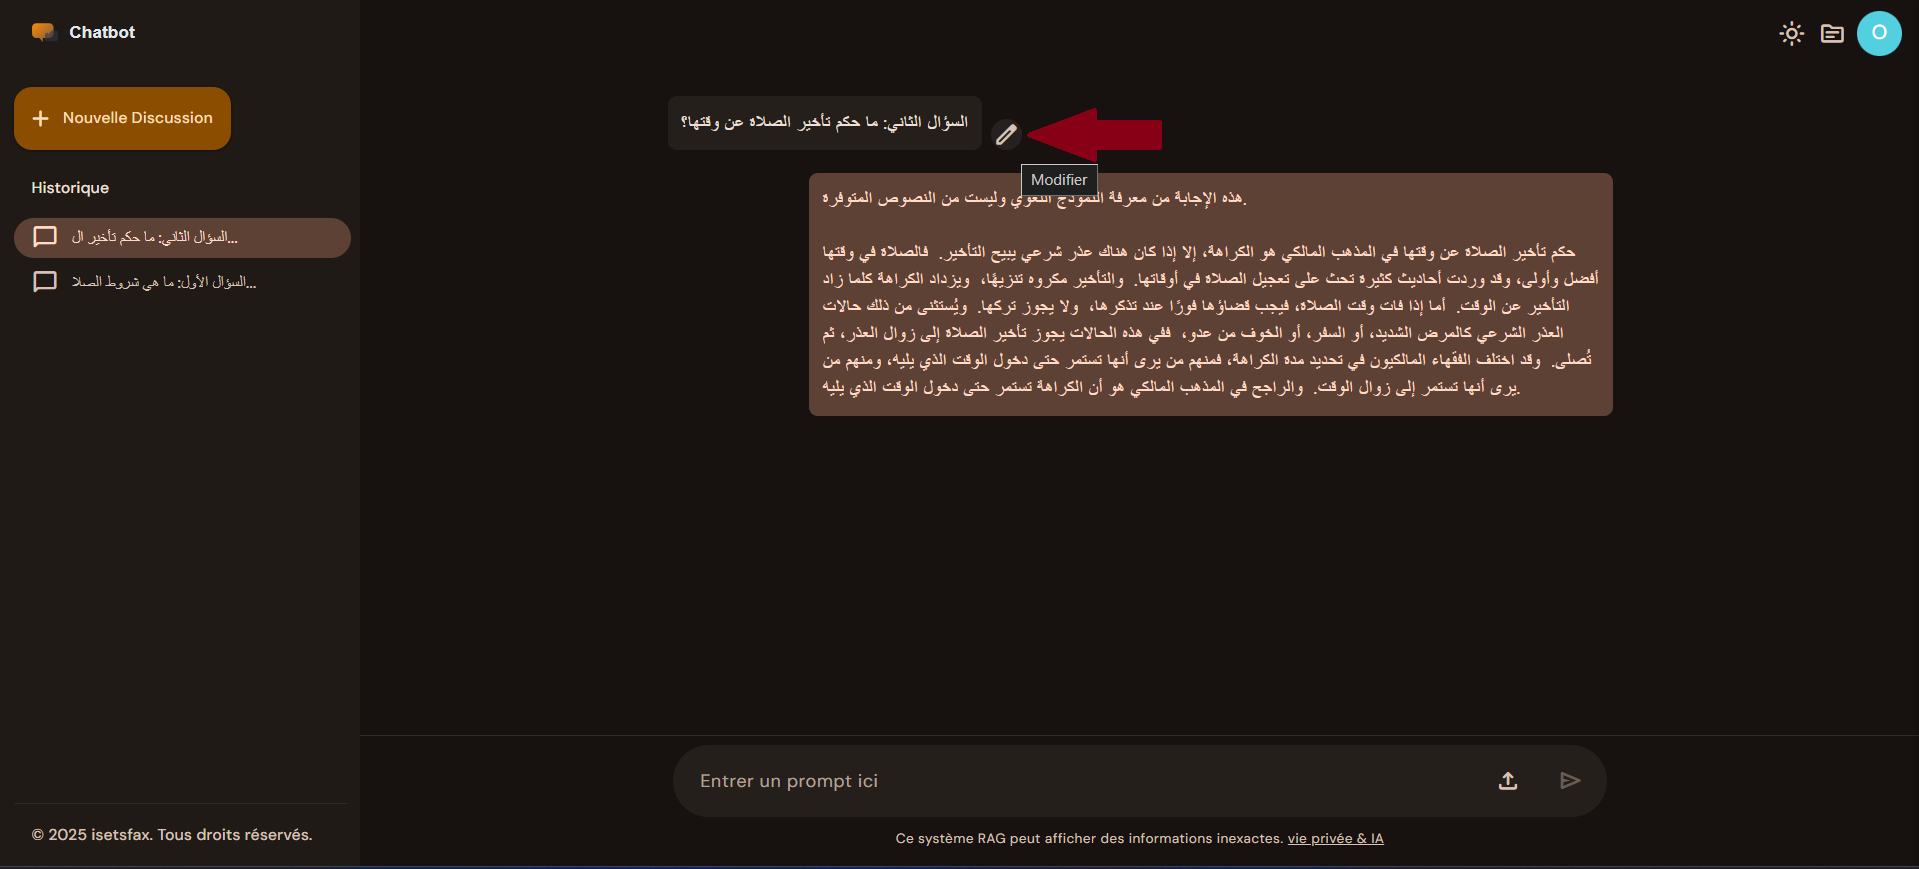 Chatbot
Nouvelle Discussion
Historique
السؤال الثاني: ما حكم تأخير ال...
السؤال الأول: ما هي شروط الصلا...
© 2025 isetsfax. Tous droits réservés.
O
السؤال الثاني: ما حكم تأخير الصلاة عن وقتها؟
Modifier
هذه الإجابة من معرفة النموذج اللغوي وليست من النصوص المتوفرة.
حكم تأخير الصلاة عن وقتها في المذهب المالكي هو الكراهة، إلا إذا كان هناك عذر شرعي يبيح التأخير. فالصلاة في وقتها
أفضل وأولى، وقد وردت أحاديث كثيرة تحث على تعجيل الصلاة في أوقاتها. والتأخير مكروه تنزيهًا، ويزداد الكراهة كلما زاد
التأخير عن الوقت. أما إذا فات وقت الصلاة، فيجب قضاؤها فورًا عند تذكرها، ولا يجوز تركها. ويُستثنى من ذلك حالات
العذر الشرعي كالمرض الشديد، أو السفر، أو الخوف من عدو، ففي هذه الحالات يجوز تأخير الصلاة إلى زوال العذر، ثم
تُصلى. وقد اختلف الفقهاء المالكيون في تحديد مدة الكراهة، فمنهم من يرى أنها تستمر حتى دخول الوقت الذي يليه، ومنهم من
يرى أنها تستمر إلى زوال الوقت. والراجح في المذهب المالكي هو أن الكراهة تستمر حتى دخول الوقت الذي يليه.
Entrer un prompt ici
Ce système RAG peut afficher des informations inexactes. vie privée & IA